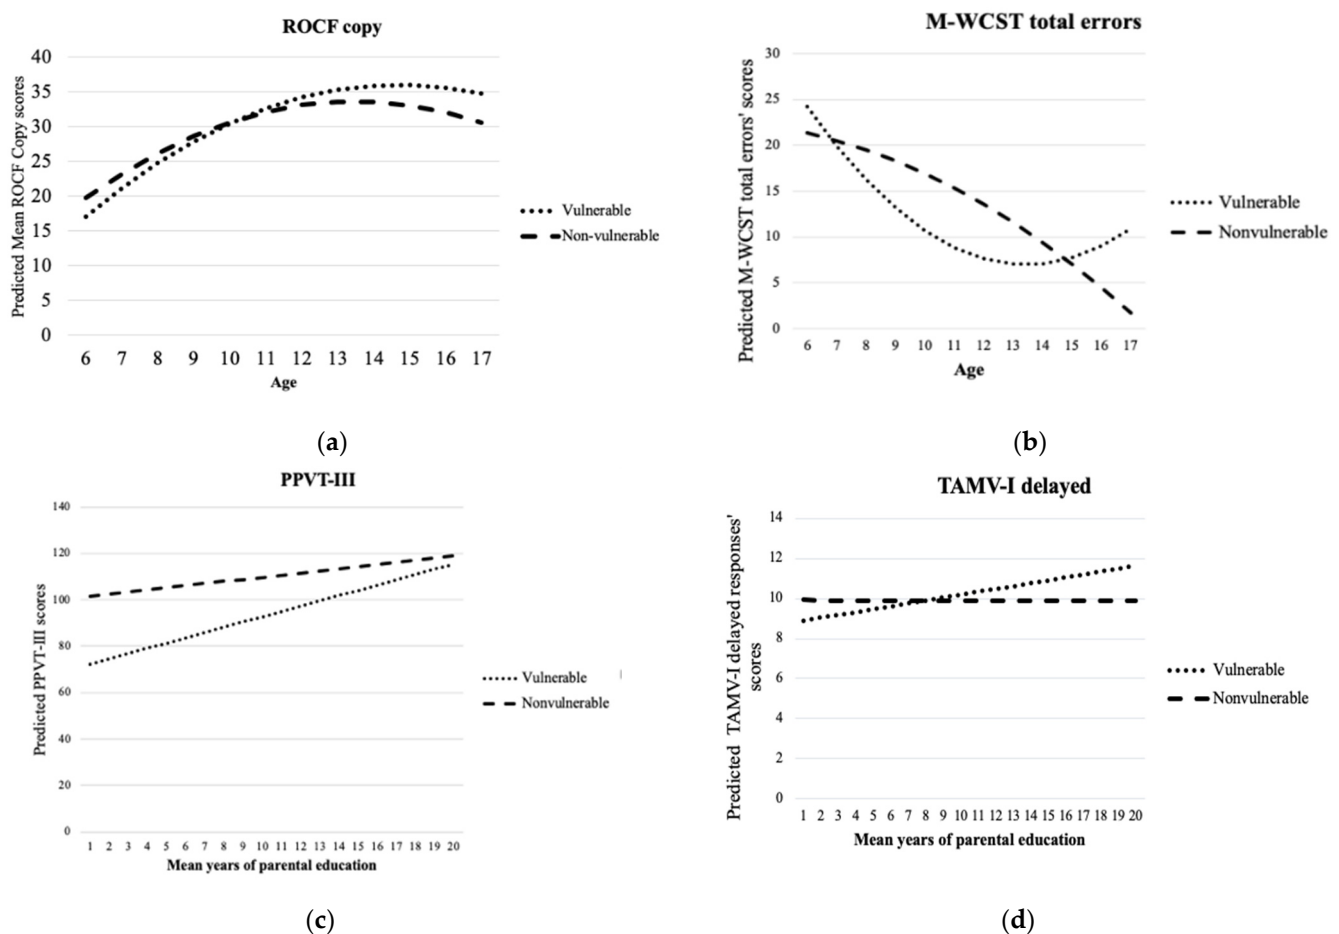 ROCF copy
Predicted Mean ROCF Copy scores
40
35
30
25
20
15
10
5
0
6 7 8 9 10 11 12 13 14 15 16 17
Age
Vulnerable
Non-vulnerable
(a)
M-WCST total errors
Predicted M-WCST total errors' scores
30
25
20
15
10
5
0
6 7 8 9 10 11 12 13 14 15 16 17
Age
Vulnerable
Nonvulnerable
(b)
PPVT-III
Predicted PPVT-III scores
140
120
100
80
60
40
20
0
1 2 3 4 5 6 7 8 9 10 11 12 13 14 15 16 17 18 19 20
Mean years of parental education
Vulnerable
Nonvulnerable
(c)
TAMV-I delayed
Predicted TAMV-I delayed responses'
scores
14
12
10
8
6
4
2
0
1 2 3 4 5 6 7 8 9 10 11 12 13 14 15 16 17 18 19 20
Mean years of parental education
Vulnerable
Nonvulnerable
(d)